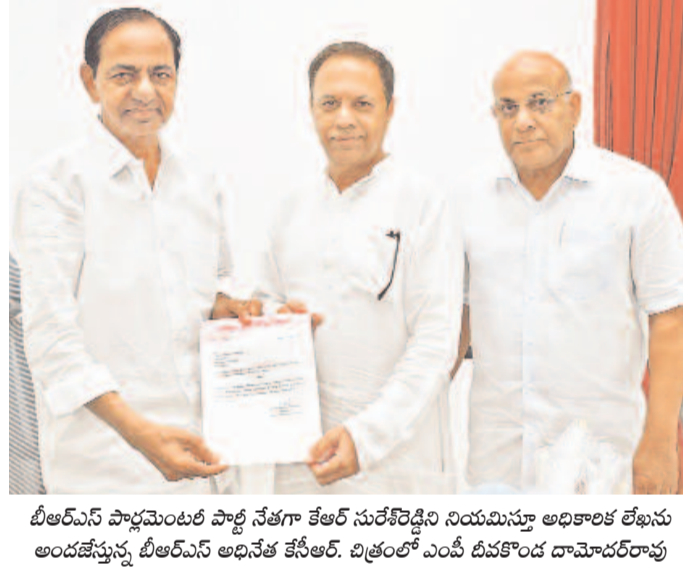 బీఆర్ఎస్ పార్లమెంటరీ పార్టీ నేతగా కేఆర్ సురేశ్‌రెడ్డిని నియమిస్తూ అధికారిక లేఖను
అందజేస్తున్న బీఆర్ఎస్ అధినేత కేసీఆర్. చిత్రంలో ఎంపీ దీవకొండ దామోదర్‌రావు